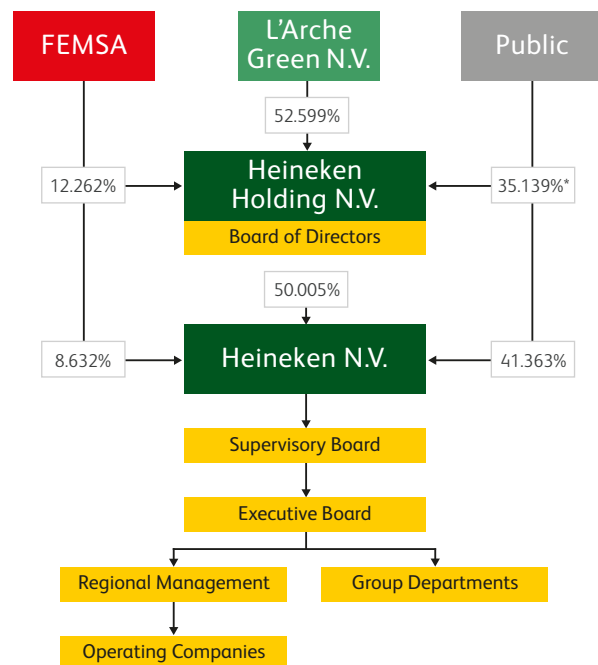 FEMSA
L'Arche
Green N.V.
Public
52.599%
12.262%
Heineken
Holding N.V.
35.139%*
Board of Directors
50.005%
8.632%
Heineken N.V.
41.363%
Supervisory Board
Executive Board
Regional Management
Group Departments
Operating Companies